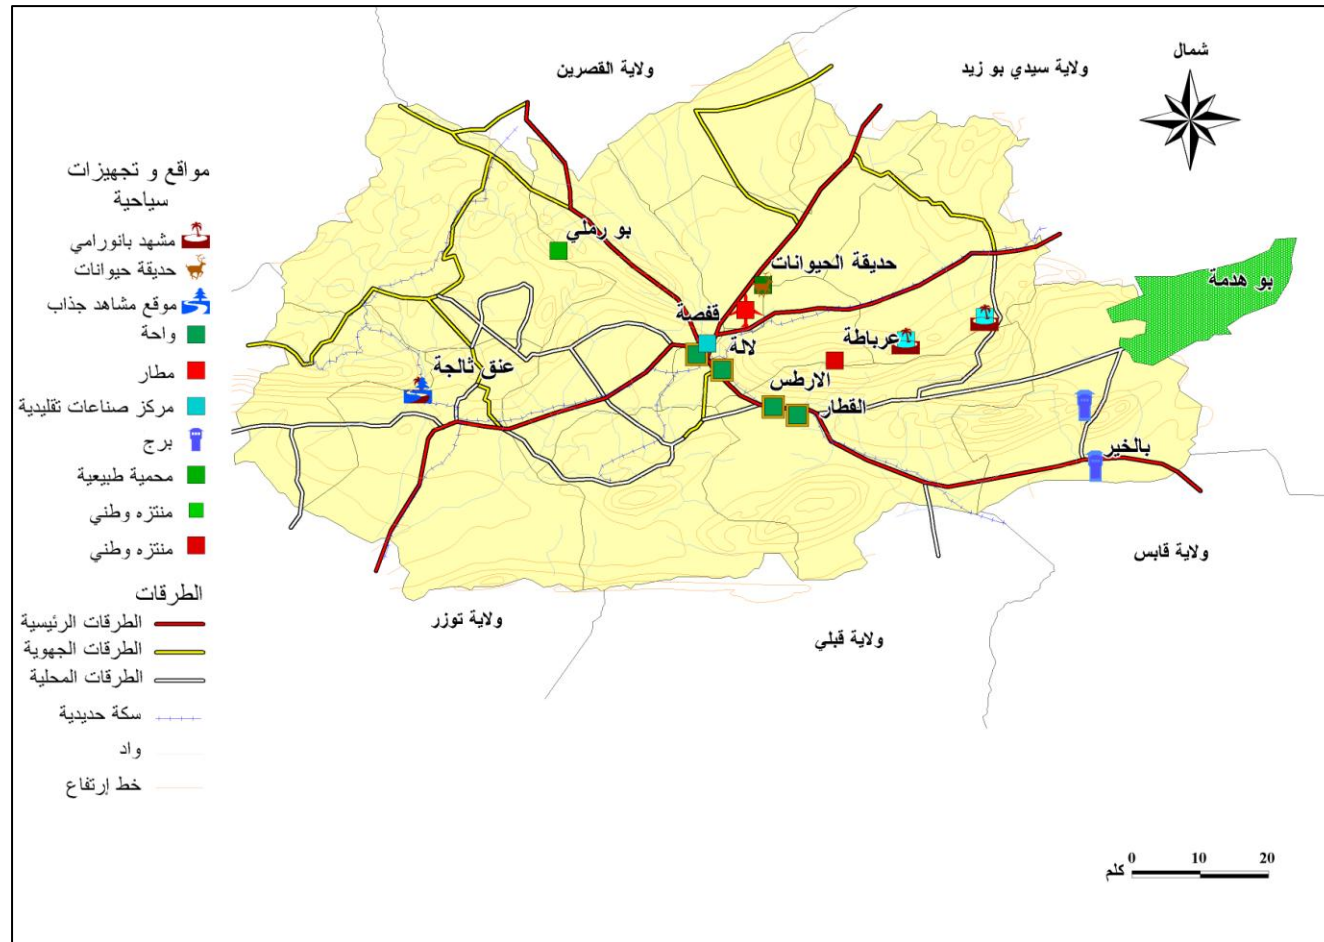 شمال
ولاية القصرين
ولاية سيدي بو زيد
مواقع و تجهيزات
سياحية
مشهد بانورامي
حديقة حيوانات
موقع مشاهد جذاب
واحة
مطار
مركز صناعات تقليدية
برج
محمية طبيعية
منتزه وطني
منتزه وطني
الطرقات
الطرقات الرئيسية
الطرقات الجهوية
الطرقات المحلية
سكة حديدية
واد
خط إرتفاع
بو رملي
حديقة الحيوانات
بو هدمة
قفصة
لالة
عرباطة
عنق ثالجة
الارطس
القطار
بالخير
ولاية قابس
ولاية توزر
ولاية قبلي
0 10 20
كلم